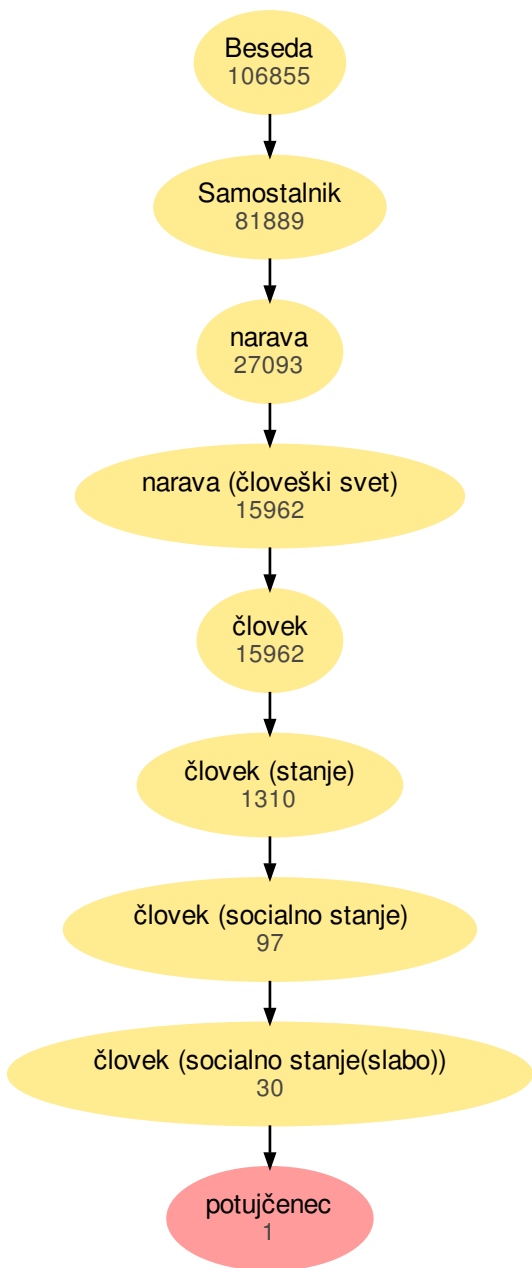 Beseda
106855
Samostalnik
81889
narava
27093
narava (človeški svet)
15962
človek
15962
človek (stanje)
1310
človek (socialno stanje)
97
človek (socialno stanje(slabo))
30
potujčenec
1